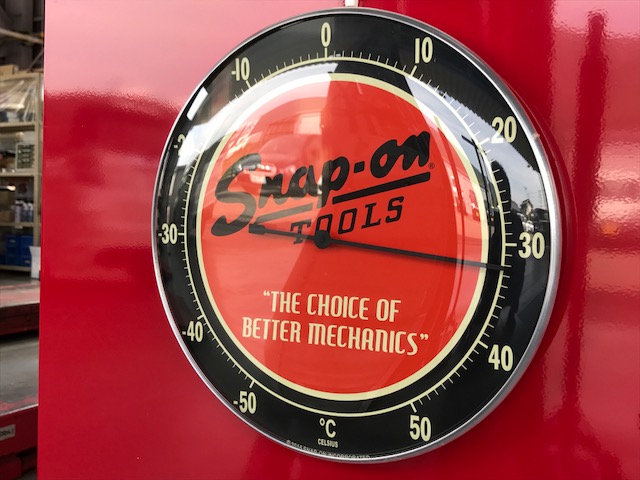 0
-10
10
20
-30
30
-40
40
-50
50
Snap-on®
TOOLS
"THE CHOICE OF
BETTER MECHANICS"
°C
CELSIUS